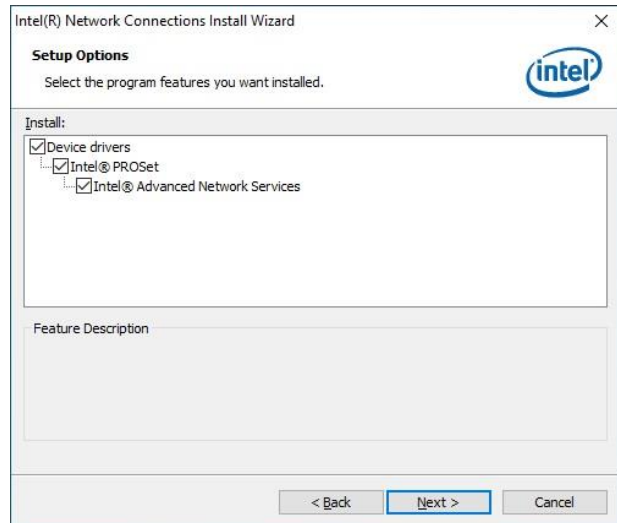 Intel(R) Network Connections Install Wizard
Setup Options
Select the program features you want installed.
intel
Install:
Device drivers
Intel® PROSet
Intel® Advanced Network Services
Feature Description
< Back
Next >
Cancel